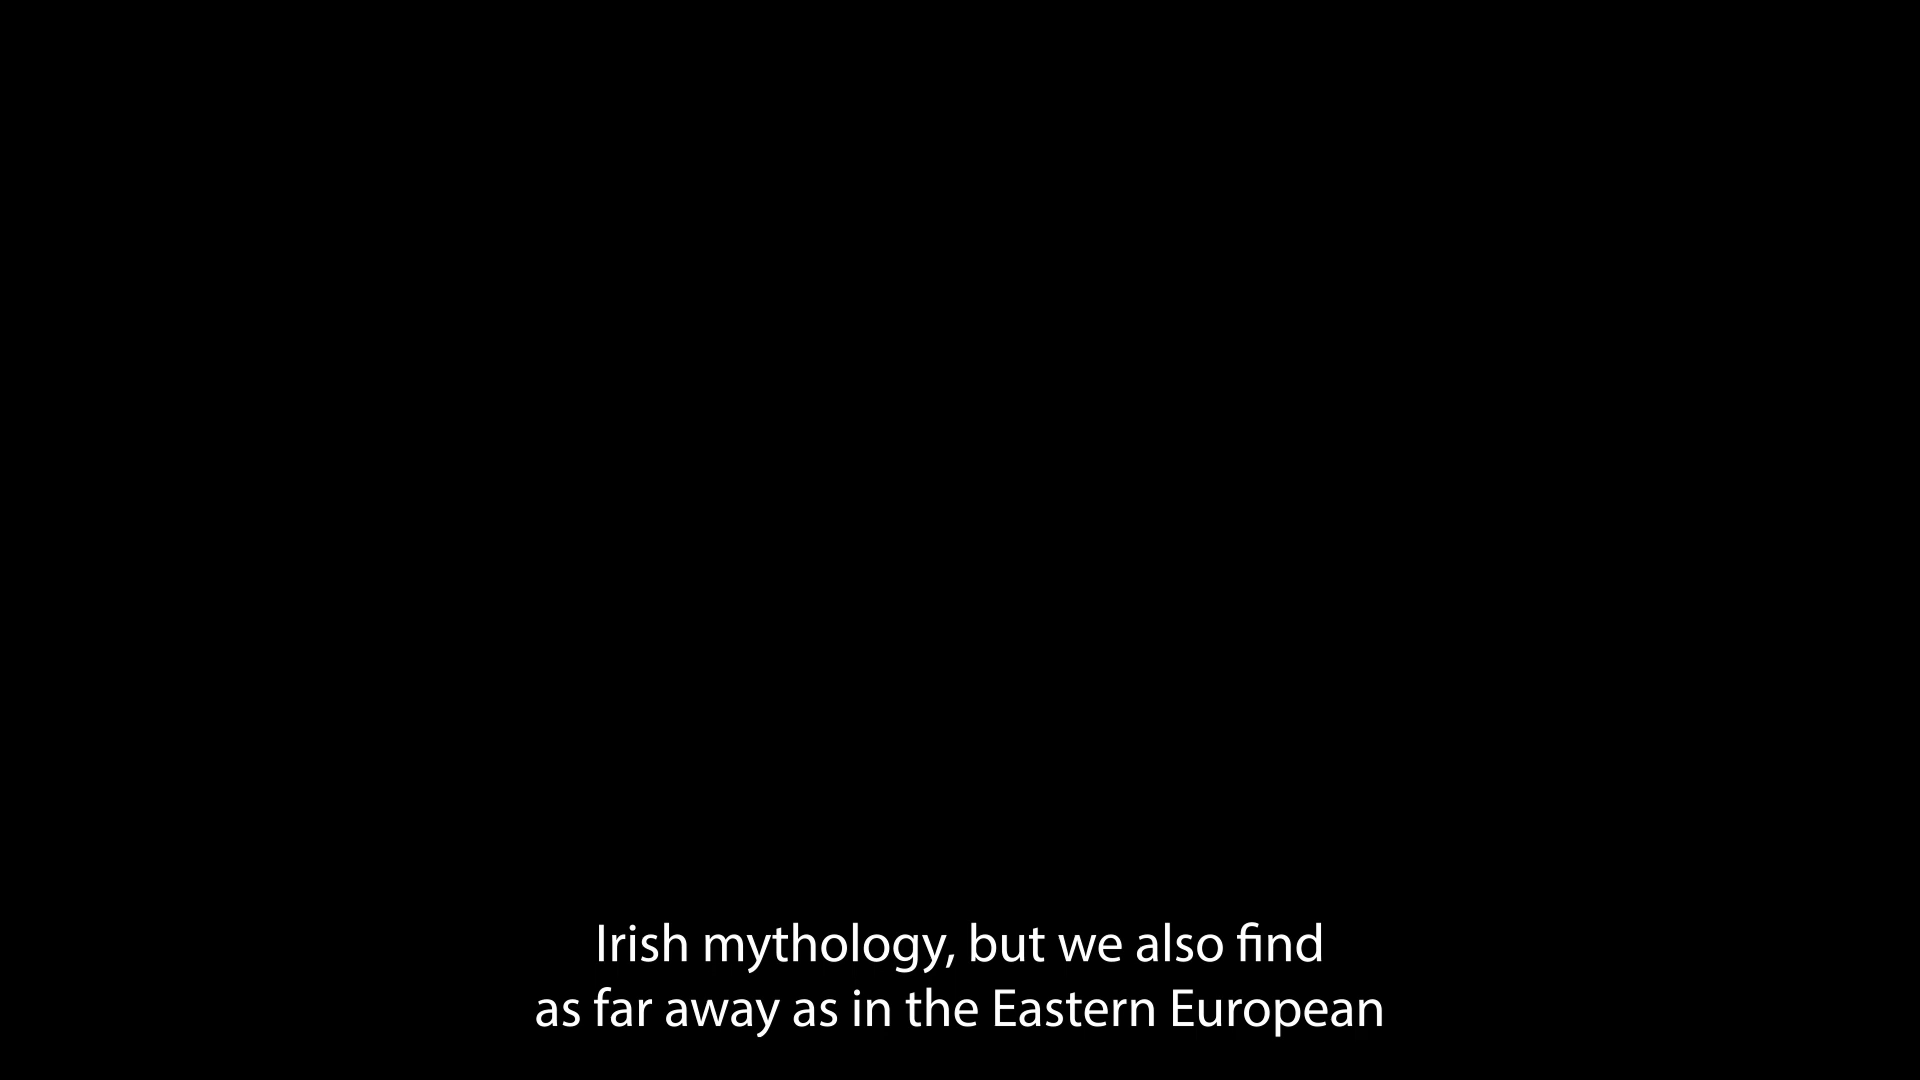 Irish mythology, but we also find
as far away as in the Eastern European